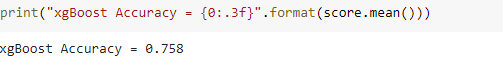 print("xgBoost Accuracy = {0:.3f}".format(score.mean()))
xgBoost Accuracy = 0.758